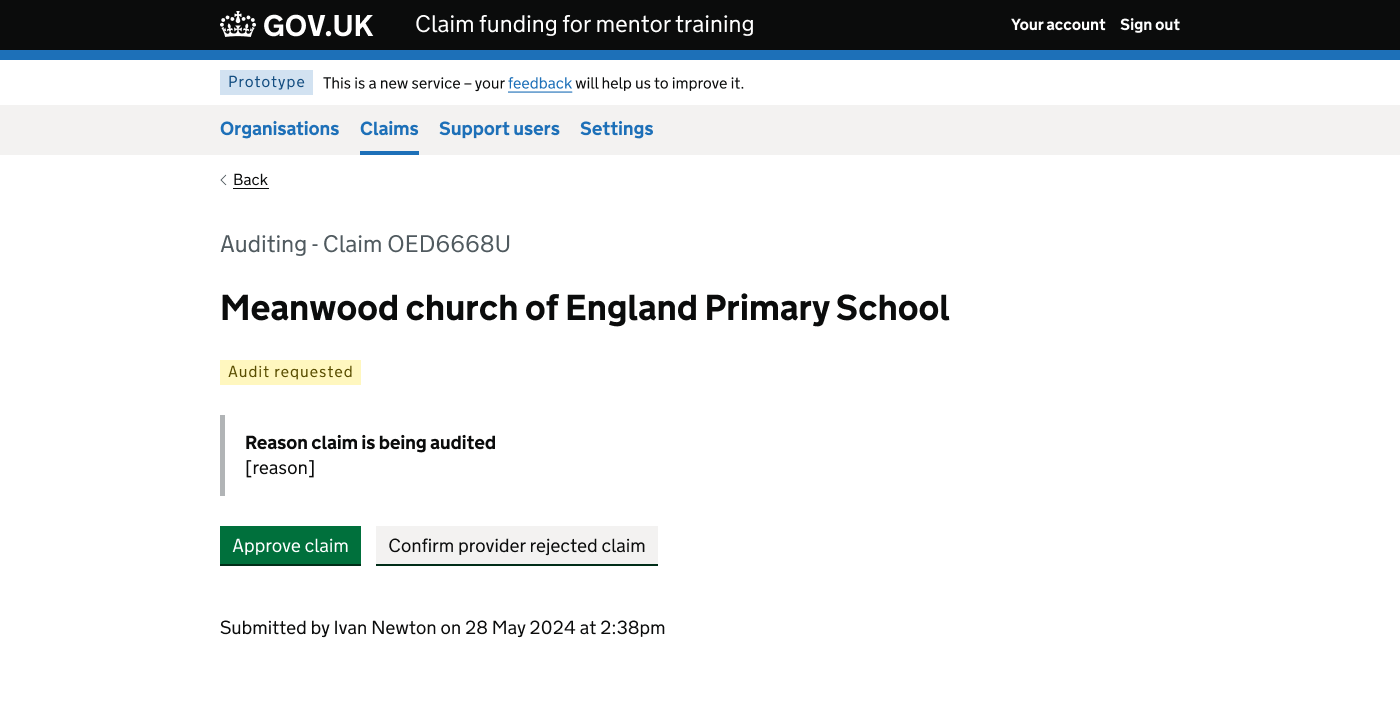 GOV.UK Claim funding for mentor training Your account Sign out
Prototype This is a new service – your feedback will help us to improve it.
Organisations Claims Support users Settings
Back
Auditing - Claim OED6668U
Meanwood church of England Primary School
Audit requested
Reason claim is being audited
[reason]
Approve claim Confirm provider rejected claim
Submitted by Ivan Newton on 28 May 2024 at 2:38pm